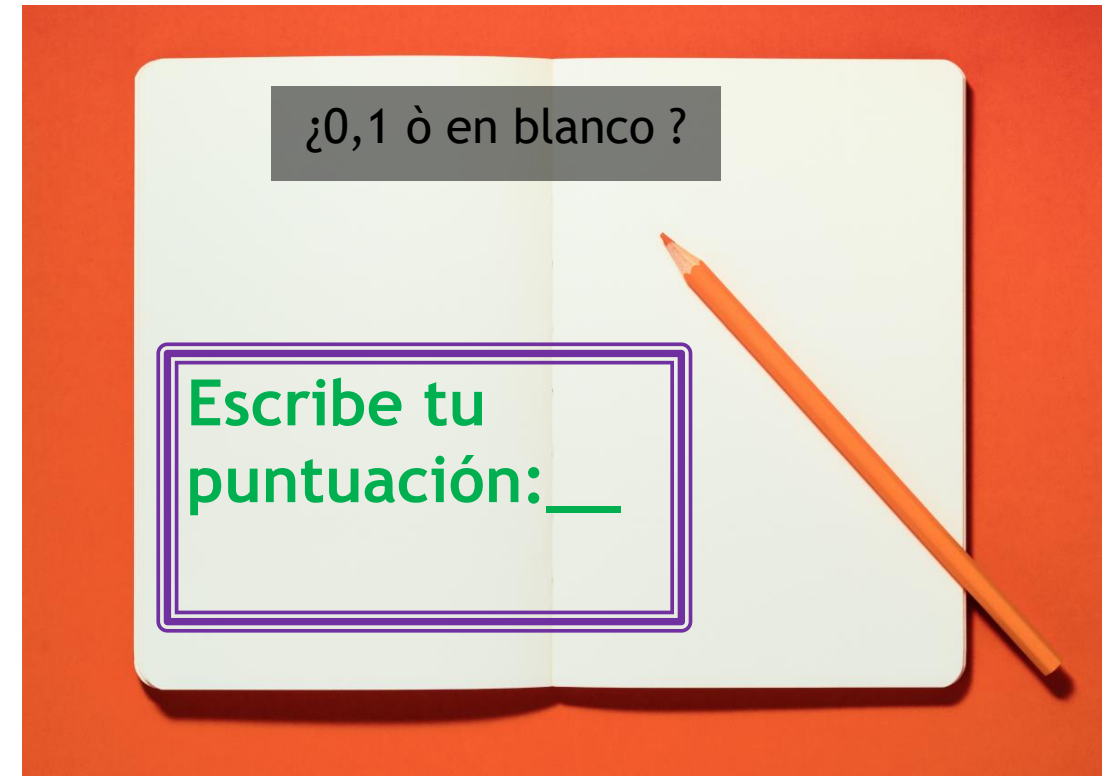 ¿0,1 ò en blanco ?
Escribe tu
puntuación:__